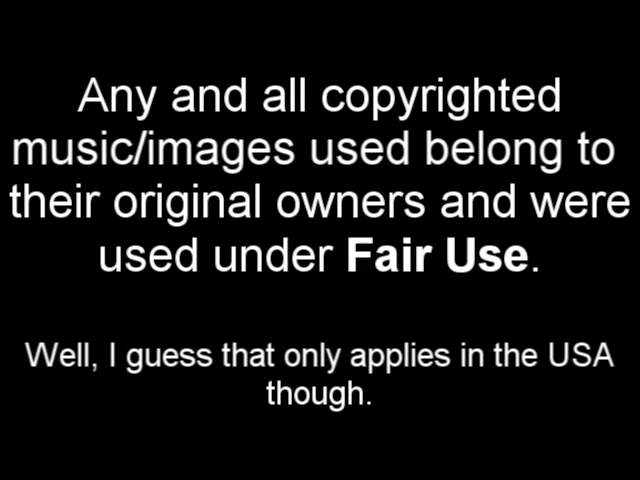 Any and all copyrighted
music/images used belong to
their original owners and were
used under Fair Use.
Well, I guess that only applies in the USA
though.